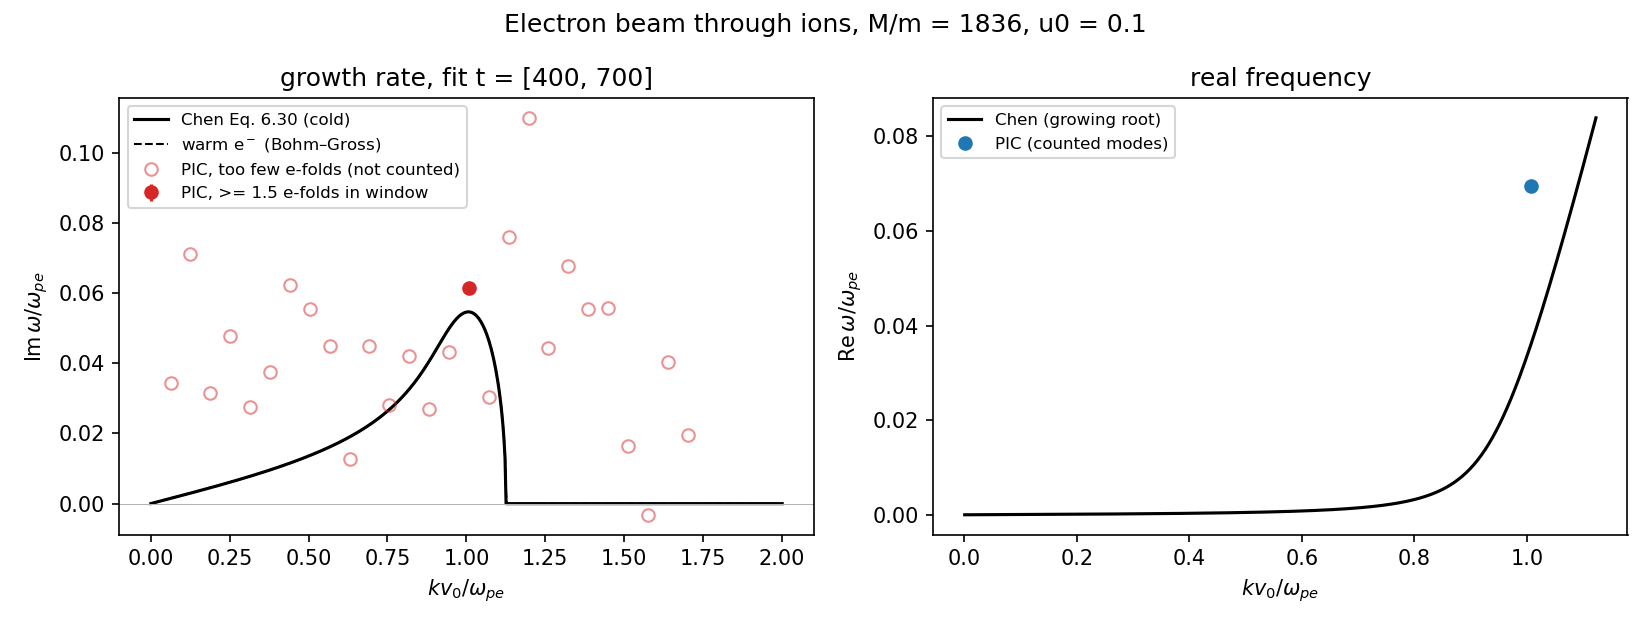 Electron beam through ions, M/m = 1836, u0 = 0.1
growth rate, fit t = [400, 700]
Chen Eq. 6.30 (cold)
warm e⁻ (Bohm–Gross)
PIC, too few e-folds (not counted)
PIC, >= 1.5 e-folds in window
Im ω/ω_pe
0.10
0.08
0.06
0.04
0.02
0.00
0.00 0.25 0.50 0.75 1.00 1.25 1.50 1.75 2.00
kv₀/ω_pe
real frequency
Chen (growing root)
PIC (counted modes)
Re ω/ω_pe
0.08
0.06
0.04
0.02
0.00
0.0 0.2 0.4 0.6 0.8 1.0
kv₀/ω_pe